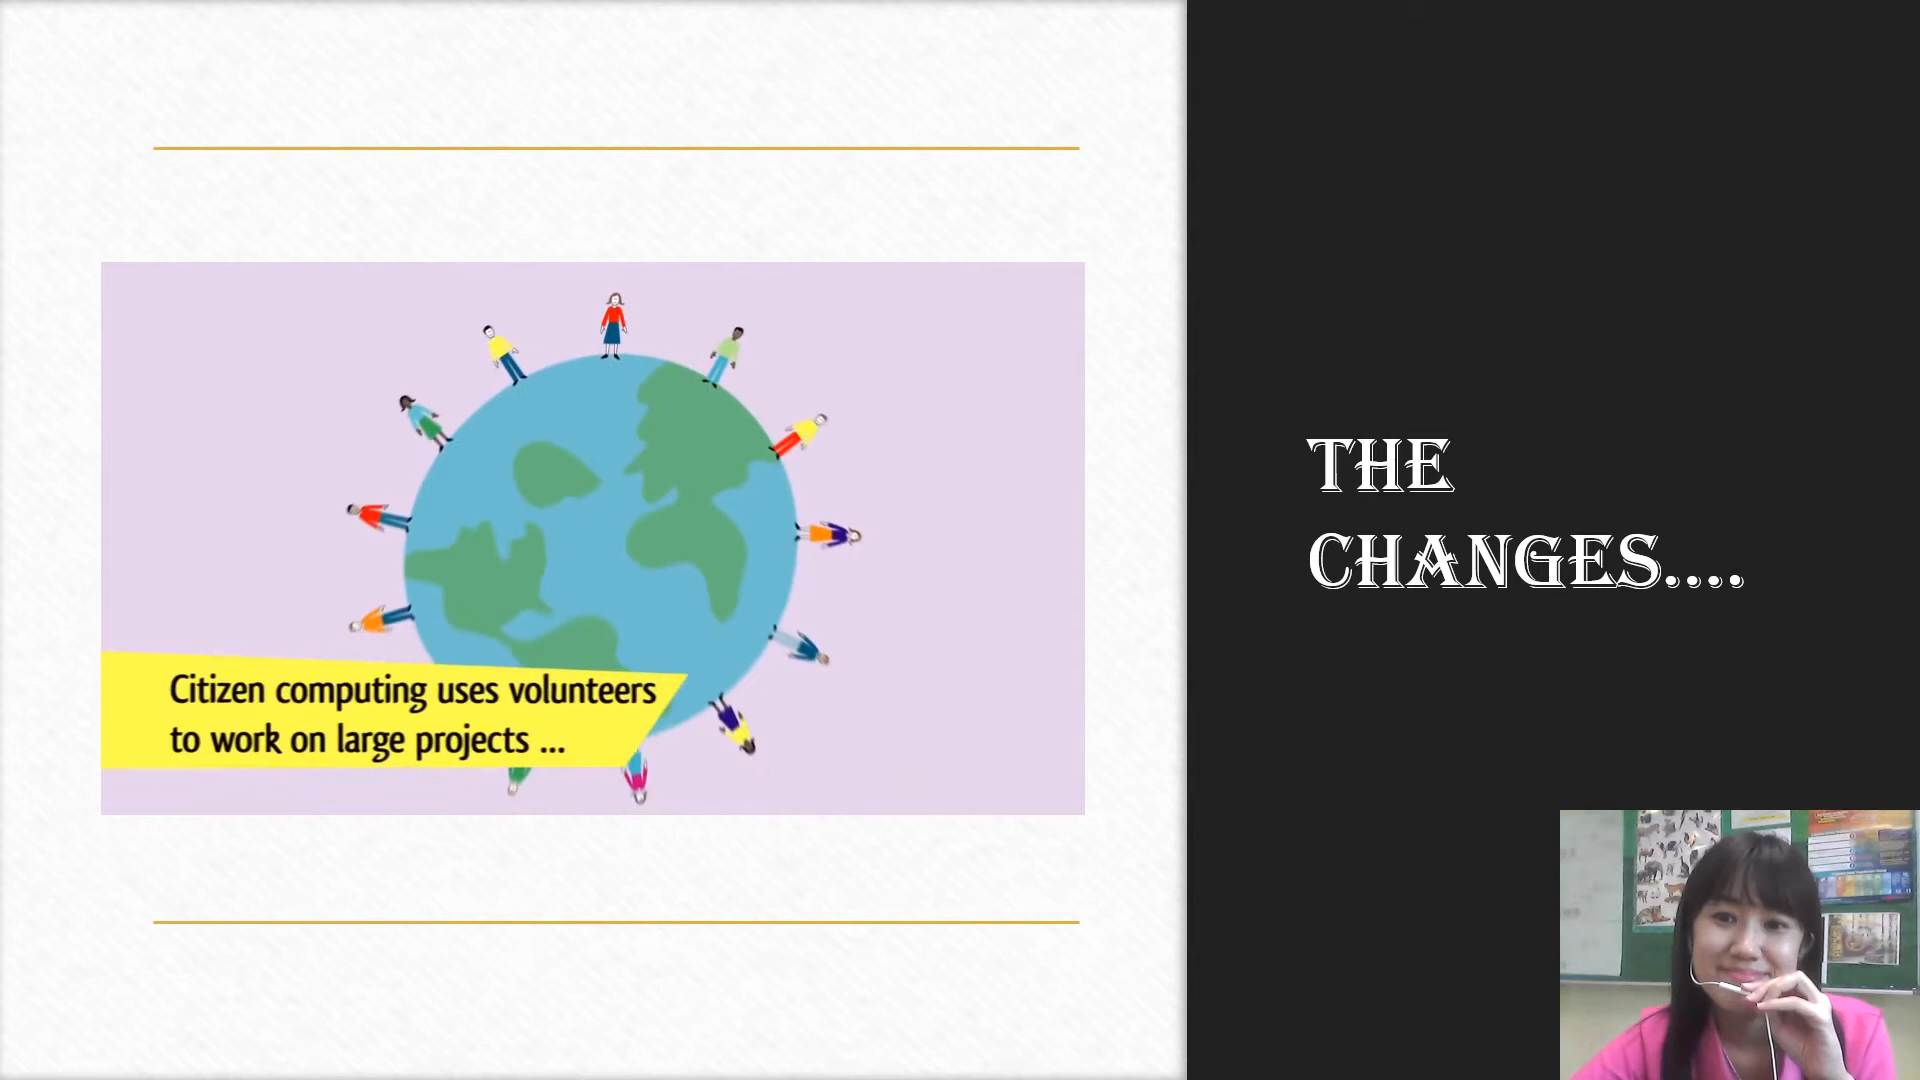 Citizen computing uses volunteers
to work on large projects ...
THE
CHANGES....